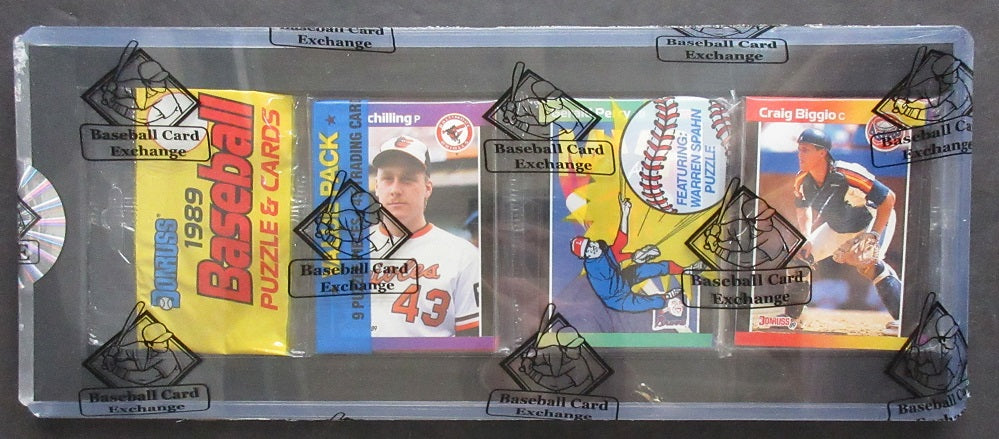 Baseball Card
Exchange
Baseball Card
Exchange
DONRUSS®
1989
Baseball
PUZZLE & CARDS
PACK
9 PUZZLE
TRADING CAR
chilling P
43
Perry
FEATURING:
WARREN SPAHN
PUZZLE
Craig Biggio C
DONRUSS
Baseball Card
Exchange
Baseball Card
Exchange
Baseball Card
Exchange
Baseball Card
Exchange
Baseball Card
Exchange
Baseball Card
Exchange
Baseball Card
Exchange
Baseball Card
Exchange